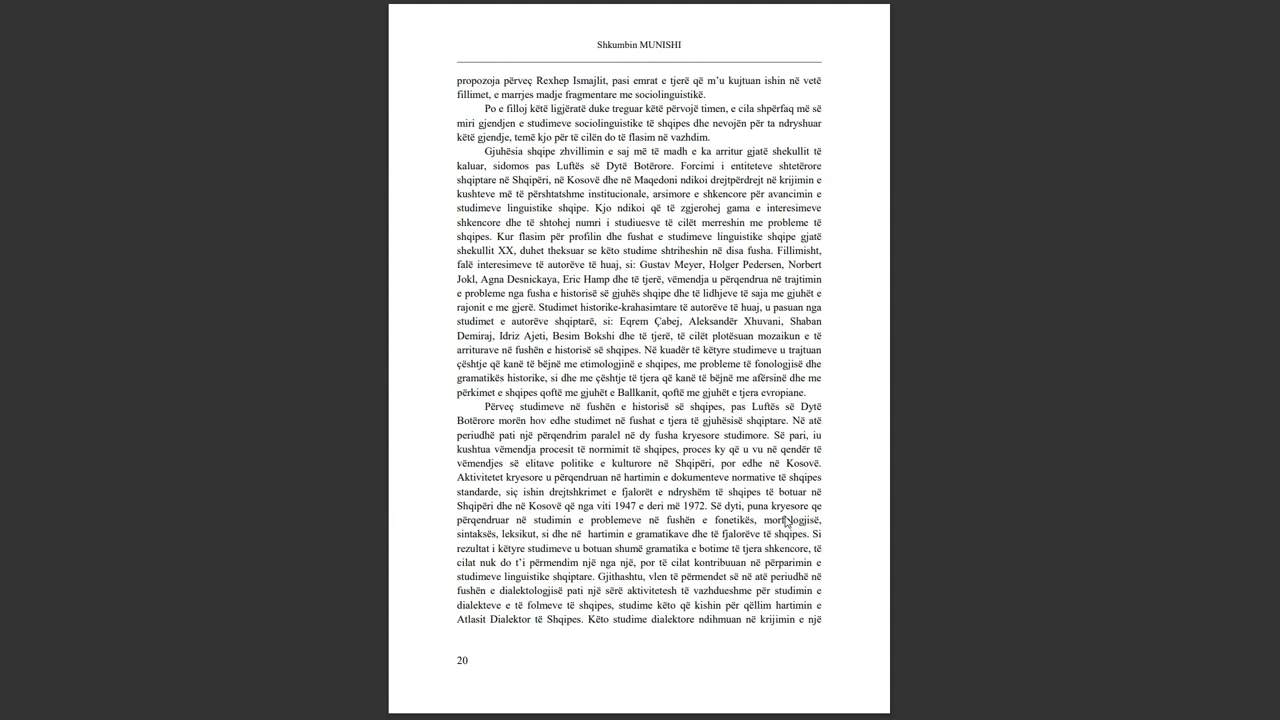 Shkumbin MUNISHI
propozoja përveç Rexhep Ismajlit, pasi emrat e tjerë që m’u kujtuan ishin në vetë
fillimet, e marrjes madje fragmentare me sociolinguistikë.
Po e filloj këtë ligjëratë duke treguar këtë përvojë timen, e cila shpërfaq më së
miri gjendjen e studimeve sociolinguistike të shqipes dhe nevojën për ta ndryshuar
këtë gjendje, temë kjo për të cilën do të flasim në vazhdim.
Gjuhësia shqipe zhvillimin e saj më të madh e ka arritur gjatë shekullit të
kaluar, sidomos pas Luftës së Dytë Botërore. Forcimi i entiteteve shtetërore
shqiptare në Shqipëri, në Kosovë dhe në Maqedoni ndikoi drejtpërdrejt në krijimin e
kushteve më të përshtatshme institucionale, arsimore e shkencore për avancimin e
studimeve linguistike shqipe. Kjo ndikoi që të zgjerohej gama e interesimeve
shkencore dhe të shtohej numri i studiuesve të cilët merreshin me probleme të
shqipes. Kur flasim për profilin dhe fushat e studimeve linguistike shqipe gjatë
shekullit XX, duhet theksuar se këto studime shtriheshin në disa fusha. Fillimisht,
falë interesimeve të autorëve të huaj, si: Gustav Meyer, Holger Pedersen, Norbert
Jokl, Agna Desnickaya, Eric Hamp dhe të tjerë, vëmendja u përqendrua në trajtimin
e probleme nga fusha e historisë së gjuhës shqipe dhe të lidhjeve të saja me gjuhët e
rajonit e me gjerë. Studimet historike-krahasimtare të autorëve të huaj, u pasuan nga
studimet e autorëve shqiptarë, si: Eqrem Çabej, Aleksandër Xhuvani, Shaban
Demiraj, Idriz Ajeti, Besim Bokshi dhe të tjerë, të cilët plotësuan mozaikun e të
arriturave në fushën e historisë së shqipes. Në kuadër të këtyre studimeve u trajtuan
çështje që kanë të bëjnë me etimologjinë e shqipes, me probleme të fonologjisë dhe
gramatikës historike, si dhe me çështje të tjera që kanë të bëjnë me afërsinë dhe me
përkimet e shqipes qoftë me gjuhët e Ballkanit, qoftë me gjuhët e tjera evropiane.
Përveç studimeve në fushën e historisë së shqipes, pas Luftës së Dytë
Botërore morën hov edhe studimet në fushat e tjera të gjuhësisë shqiptare. Në atë
periudhë pati një përqendrim paralel në dy fusha kryesore studimore. Së pari, iu
kushtua vëmendja procesit të normimit të shqipes, proces ky që u vu në qendër të
vëmendjes së elitave politike e kulturore në Shqipëri, por edhe në Kosovë.
Aktivitetet kryesore u përqendruan në hartimin e dokumenteve normative të shqipes
standarde, siç ishin drejtshkrimet e fjalorët e ndryshëm të shqipes të botuar në
Shqipëri dhe në Kosovë që nga viti 1947 e deri më 1972. Së dyti, puna kryesore qe
përqendruar në studimin e problemeve në fushën e fonetikës, morfologjisë,
sintaksës, leksikut, si dhe në hartimin e gramatikave dhe të fjalorëve të shqipes. Si
rezultat i këtyre studimeve u botuan shumë gramatika e botime të tjera shkencore, të
cilat nuk do t’i përmendim një nga një, por të cilat kontribuuan në përparimin e
studimeve linguistike shqiptare. Gjithashtu, vlen të përmendet së në atë periudhë në
fushën e dialektologjisë pati një sërë aktivitetesh të vazhdueshme për studimin e
dialekteve e të folmeve të shqipes, studime këto që kishin për qëllim hartimin e
Atlasit Dialektor të Shqipes. Këto studime dialektore ndihmuan në krijimin e një
20